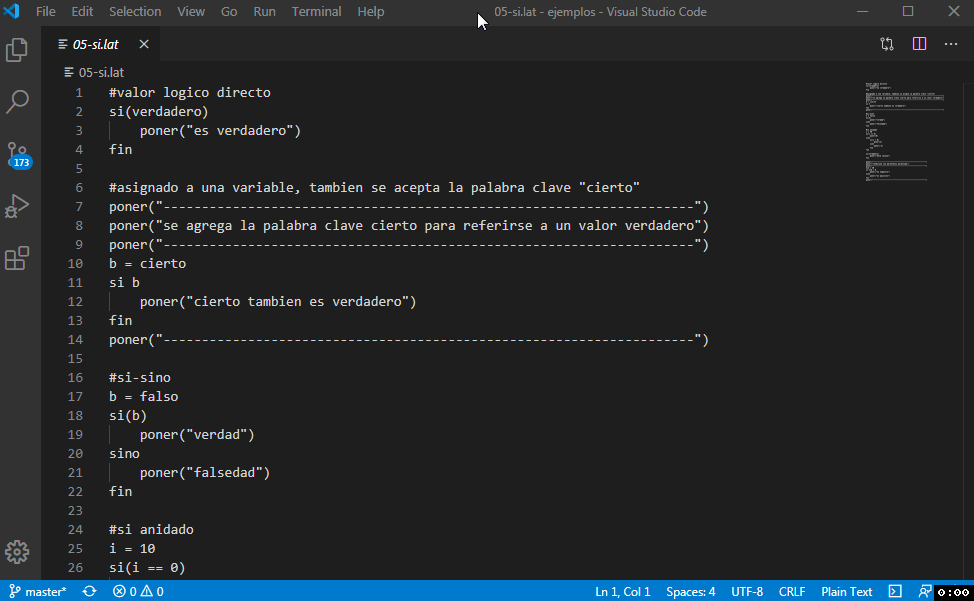 File Edit Selection View Go Run Terminal Help 05-si.lat - ejemplos - Visual Studio Code
05-si.lat
05-si.lat
1 #valor logico directo
2 si(verdadero)
3 poner("es verdadero")
4 fin
5
6 #asignado a una variable, tambien se acepta la palabra clave "cierto"
7 poner("---------------------------------------------------------------------")
8 poner("se agrega la palabra clave cierto para referirse a un valor verdadero")
9 poner("---------------------------------------------------------------------")
10 b = cierto
11 si b
12 poner("cierto tambien es verdadero")
13 fin
14 poner("---------------------------------------------------------------------")
15
16 #si-sino
17 b = falso
18 si(b)
19 poner("verdad")
20 sino
21 poner("falsedad")
22 fin
23
24 #si anidado
25 i = 10
26 si(i == 0)
173
master* 0 0 Ln 1, Col 1 Spaces: 4 UTF-8 CRLF Plain Text 0:00